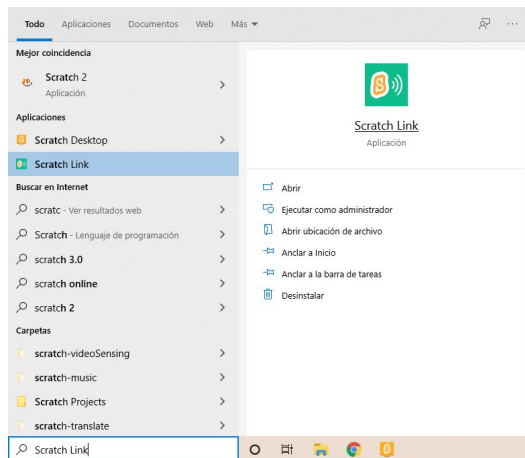 Todo Aplicaciones Documentos Web Más
Mejor coincidencia
Scratch 2
Aplicación
Aplicaciones
Scratch Desktop
Scratch Link
Buscar en Internet
scratc - Ver resultados web
Scratch - Lenguaje de programación
scratch 3.0
scratch online
scratch 2
Carpetas
scratch-videoSensing
scratch-music
Scratch Projects
scratch-translate
Scratch Link
Scratch Link
Aplicación
Abrir
Ejecutar como administrador
Abrir ubicación de archivo
Anclar a Inicio
Anclar a la barra de tareas
Desinstalar